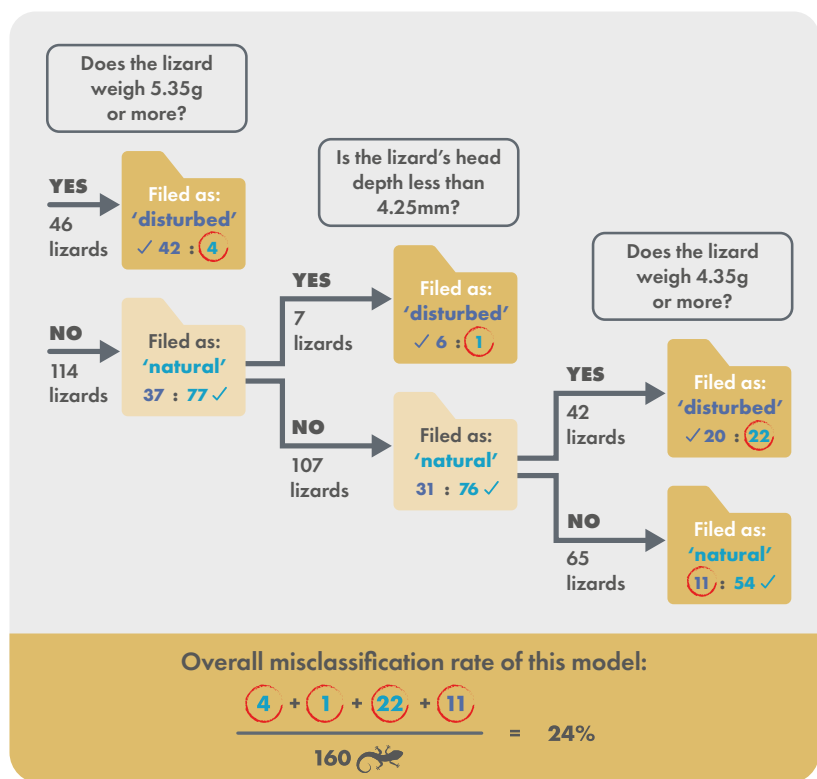 Does the lizard
weigh 5.35g
or more?
YES
46
lizards
Filed as:
‘disturbed’
✓ 42 : 4
NO
114
lizards
Filed as:
‘natural’
37 : 77 ✓
Is the lizard’s head
depth less than
4.25mm?
YES
7
lizards
Filed as:
‘disturbed’
✓ 6 : 1
NO
107
lizards
Filed as:
‘natural’
31 : 76 ✓
Does the lizard
weigh 4.35g
or more?
YES
42
lizards
Filed as:
‘disturbed’
✓ 20 : 22
NO
65
lizards
Filed as:
‘natural’
11 : 54 ✓
Overall misclassification rate of this model:
4 + 1 + 22 + 11
160
= 24%